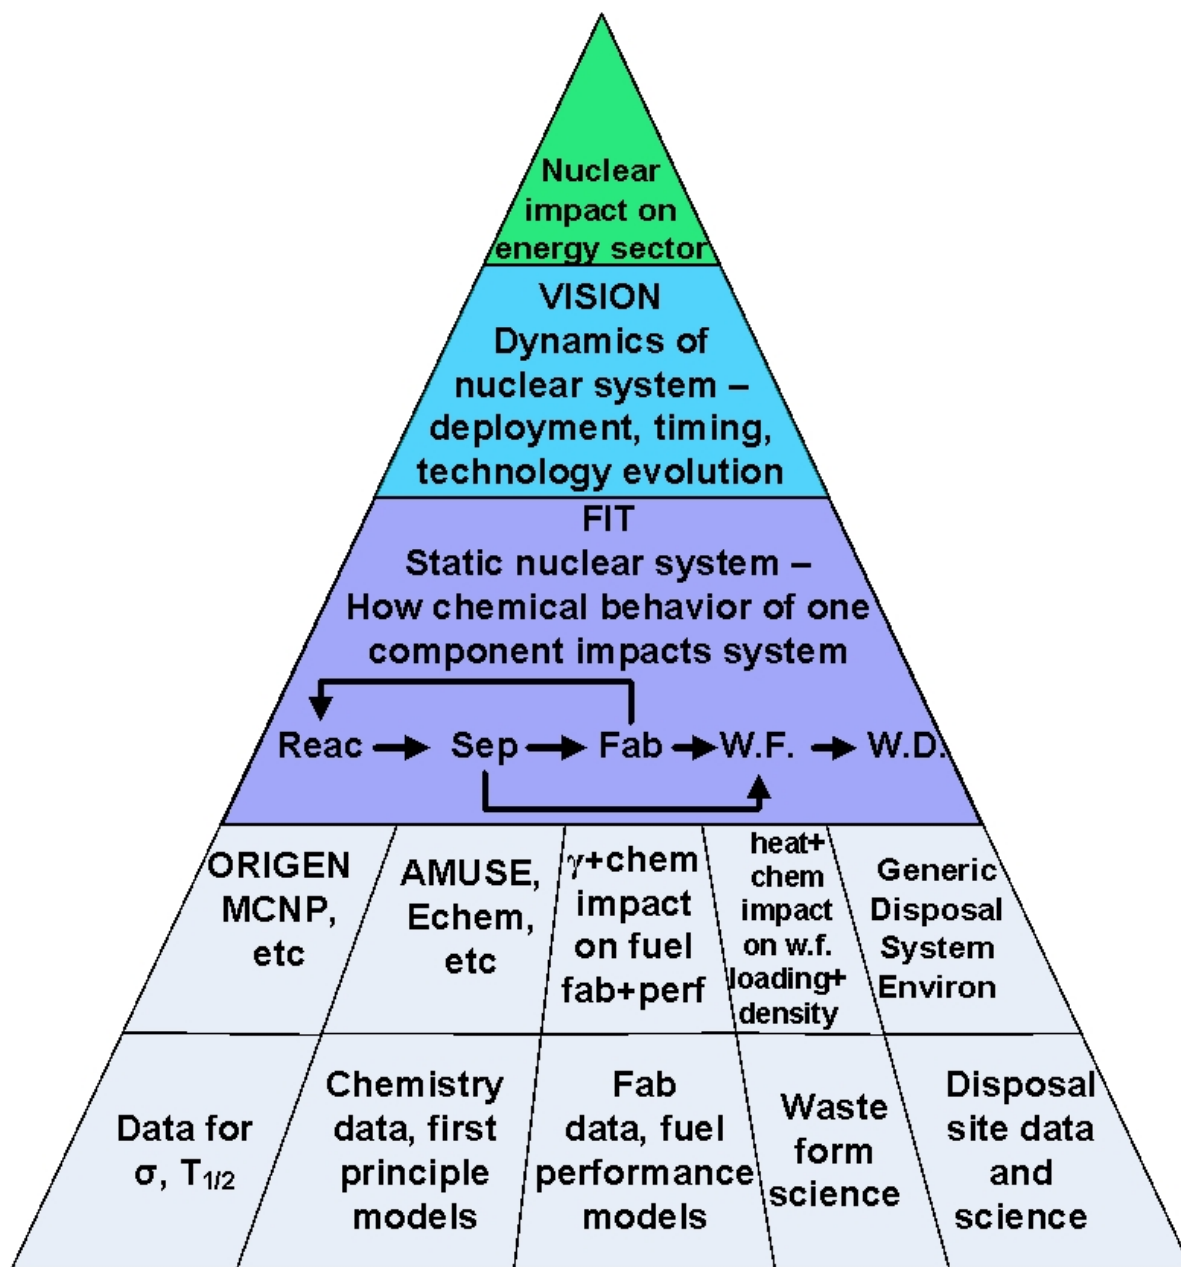 Nuclear
impact on
energy sector
VISION
Dynamics of
nuclear system –
deployment, timing,
technology evolution
FIT
Static nuclear system –
How chemical behavior of one
component impacts system
Reac Sep Fab W.F. W.D.
ORIGEN
MCNP,
etc
AMUSE,
Echem,
etc
γ+chem
impact
on fuel
fab+perf
heat+
chem
impact
on w.f.
loading+
density
Generic
Disposal
System
Environ
Data for
σ, T1/2
Chemistry
data, first
principle
models
Fab
data, fuel
performance
models
Waste
form
science
Disposal
site data
and
science